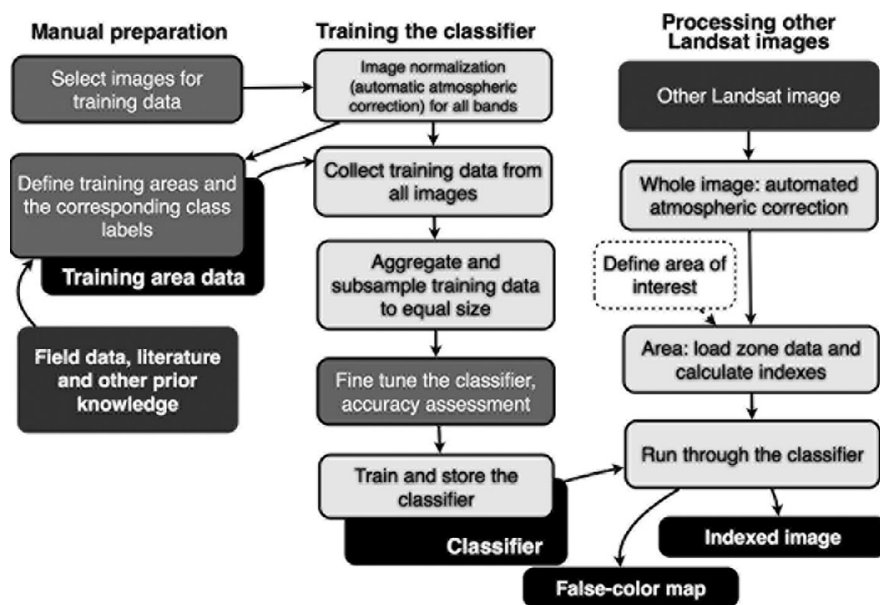 Manual preparation
Select images for
training data
Define training areas and
the corresponding class
labels
Training area data
Field data, literature
and other prior
knowledge
Training the classifier
Image normalization
(automatic atmospheric
correction) for all bands
Collect training data from
all images
Aggregate and
subsample training data
to equal size
Fine tune the classifier,
accuracy assessment
Train and store the
classifier
Classifier
Processing other
Landsat images
Other Landsat image
Whole image: automated
atmospheric correction
Define area of
interest
Area: load zone data and
calculate indexes
Run through the classifier
Indexed image
False-color map